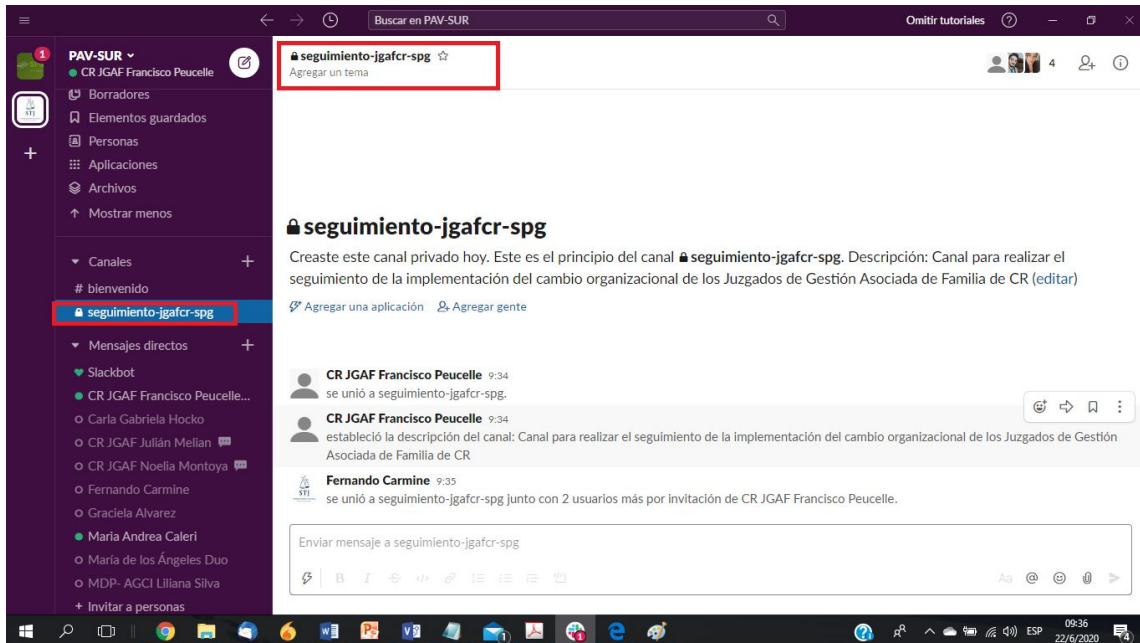 Buscar en PAV-SUR
Omitir tutoriales
1
STJ
PAV-SUR
CR JGAF Francisco Peucelle
Borradores
Elementos guardados
Personas
Aplicaciones
Archivos
Mostrar menos
Canales
# bienvenido
seguimiento-jgafcr-spg
Mensajes directos
Slackbot
CR JGAF Francisco Peucelle...
Carla Gabriela Hocko
CR JGAF Julián Melian
CR JGAF Noelia Montoya
Fernando Carmine
Graciela Alvarez
Maria Andrea Caleri
María de los Ángeles Duo
MDP- AGCI Liliana Silva
+ Invitar a personas
seguimiento-jgafcr-spg
Agregar un tema
4
seguimiento-jgafcr-spg
Creaste este canal privado hoy. Este es el principio del canal seguimiento-jgafcr-spg. Descripción: Canal para realizar el
seguimiento de la implementación del cambio organizacional de los Juzgados de Gestión Asociada de Familia de CR (editar)
Agregar una aplicación Agregar gente
CR JGAF Francisco Peucelle 9:34
se unió a seguimiento-jgafcr-spg.
CR JGAF Francisco Peucelle 9:34
estableció la descripción del canal: Canal para realizar el seguimiento de la implementación del cambio organizacional de los Juzgados de Gestión
Asociada de Familia de CR
Fernando Carmine 9:35
STJ
se unió a seguimiento-jgafcr-spg junto con 2 usuarios más por invitación de CR JGAF Francisco Peucelle.
Enviar mensaje a seguimiento-jgafcr-spg
B I S </> Aa @
ESP
09:36
22/6/2020
4